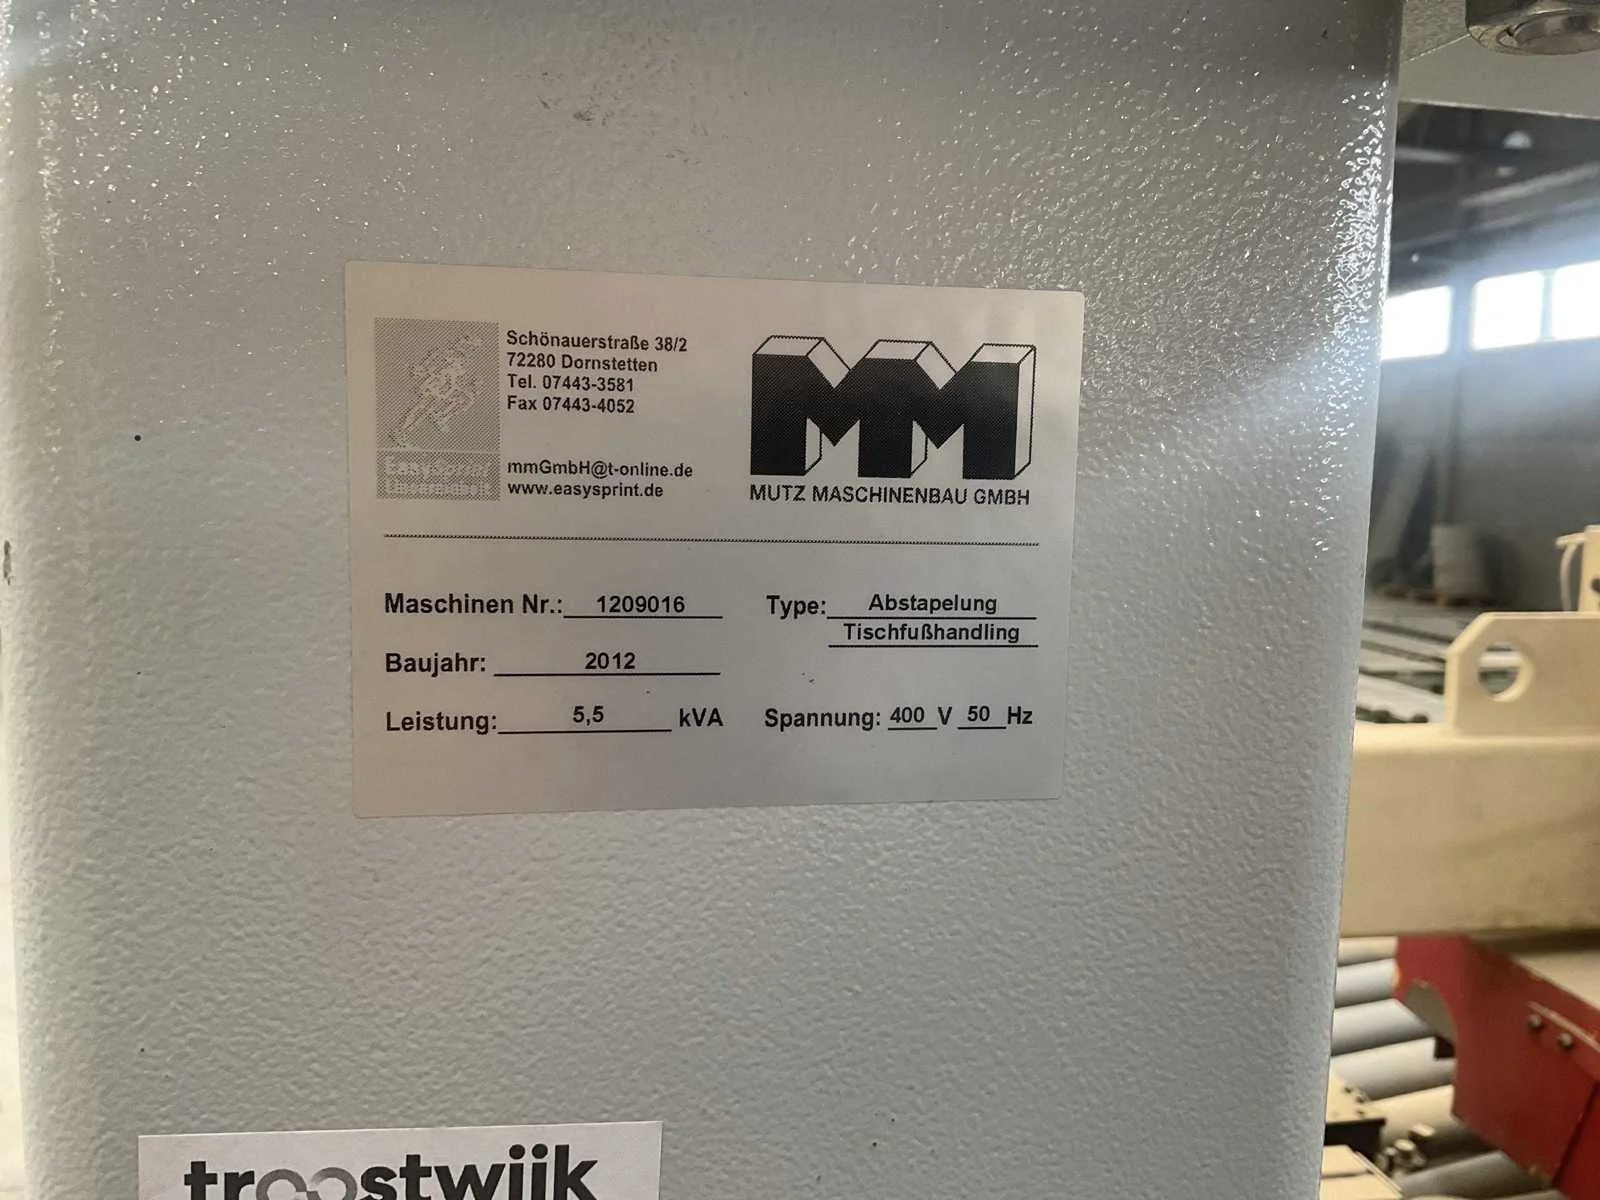 Schönauerstraße 38/2
72280 Dornstetten
Tel. 07443-3581
Fax 07443-4052
mmGmbH@t-online.de
www.easysprint.de
MM
MUTZ MASCHINENBAU GMBH
Maschinen Nr.: 1209016
Type: Abstapelung
Tischfußhandling
Baujahr: 2012
Leistung: 5,5 kVA
Spannung: 400 V 50 Hz
troostwijk